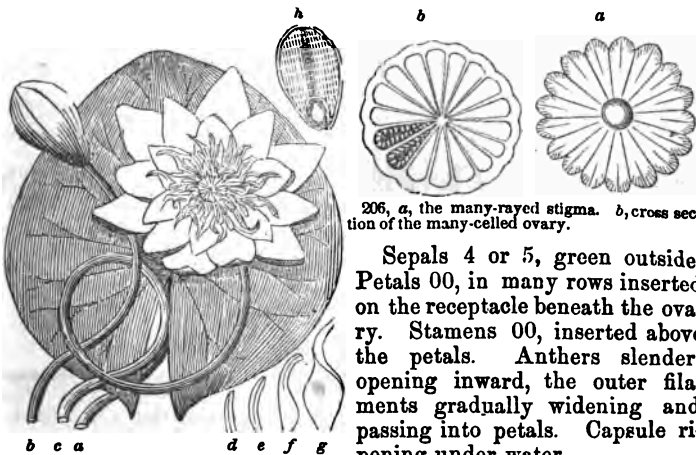 h b a
206, a, the many-rayed stigma. b, cross sec
tion of the many-celled ovary.
Sepals 4 or 5, green outside
Petals 00, in many rows inserted
on the receptacle beneath the ova
ry. Stamens 00, inserted above
the petals. Anthers slender
opening inward, the outer fila
ments gradually widening and
passing into petals. Capsule ri-
pening under water
b c a d e f g